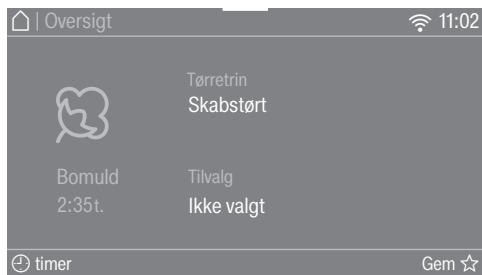 | Oversigt
11:02
Tørretrin
Skabstørt
Bomuld
2:35t.
Tilvalg
Ikke valgt
timer
Gem